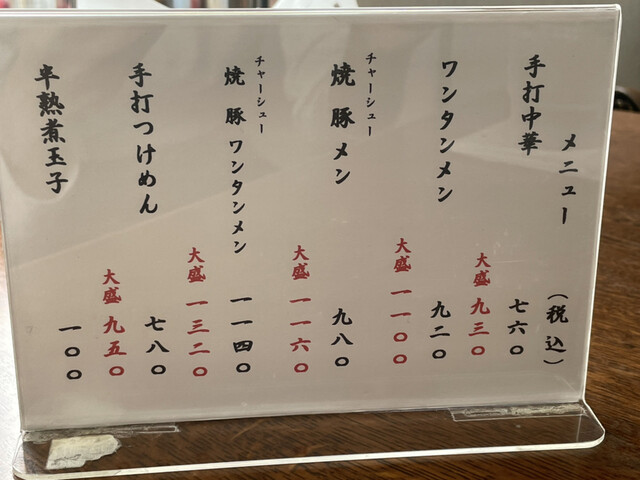 メニュー (税込)
手打中華 七六〇
大盛 九三〇
ワンタンメン 九二〇
大盛 一一〇〇
チャーシュー
焼豚メン 九八〇
大盛 一一六〇
チャーシュー
焼豚ワンタンメン 一一四〇
大盛 一三二〇
手打つけめん 七八〇
大盛 九五〇
半熟煮玉子 一〇〇